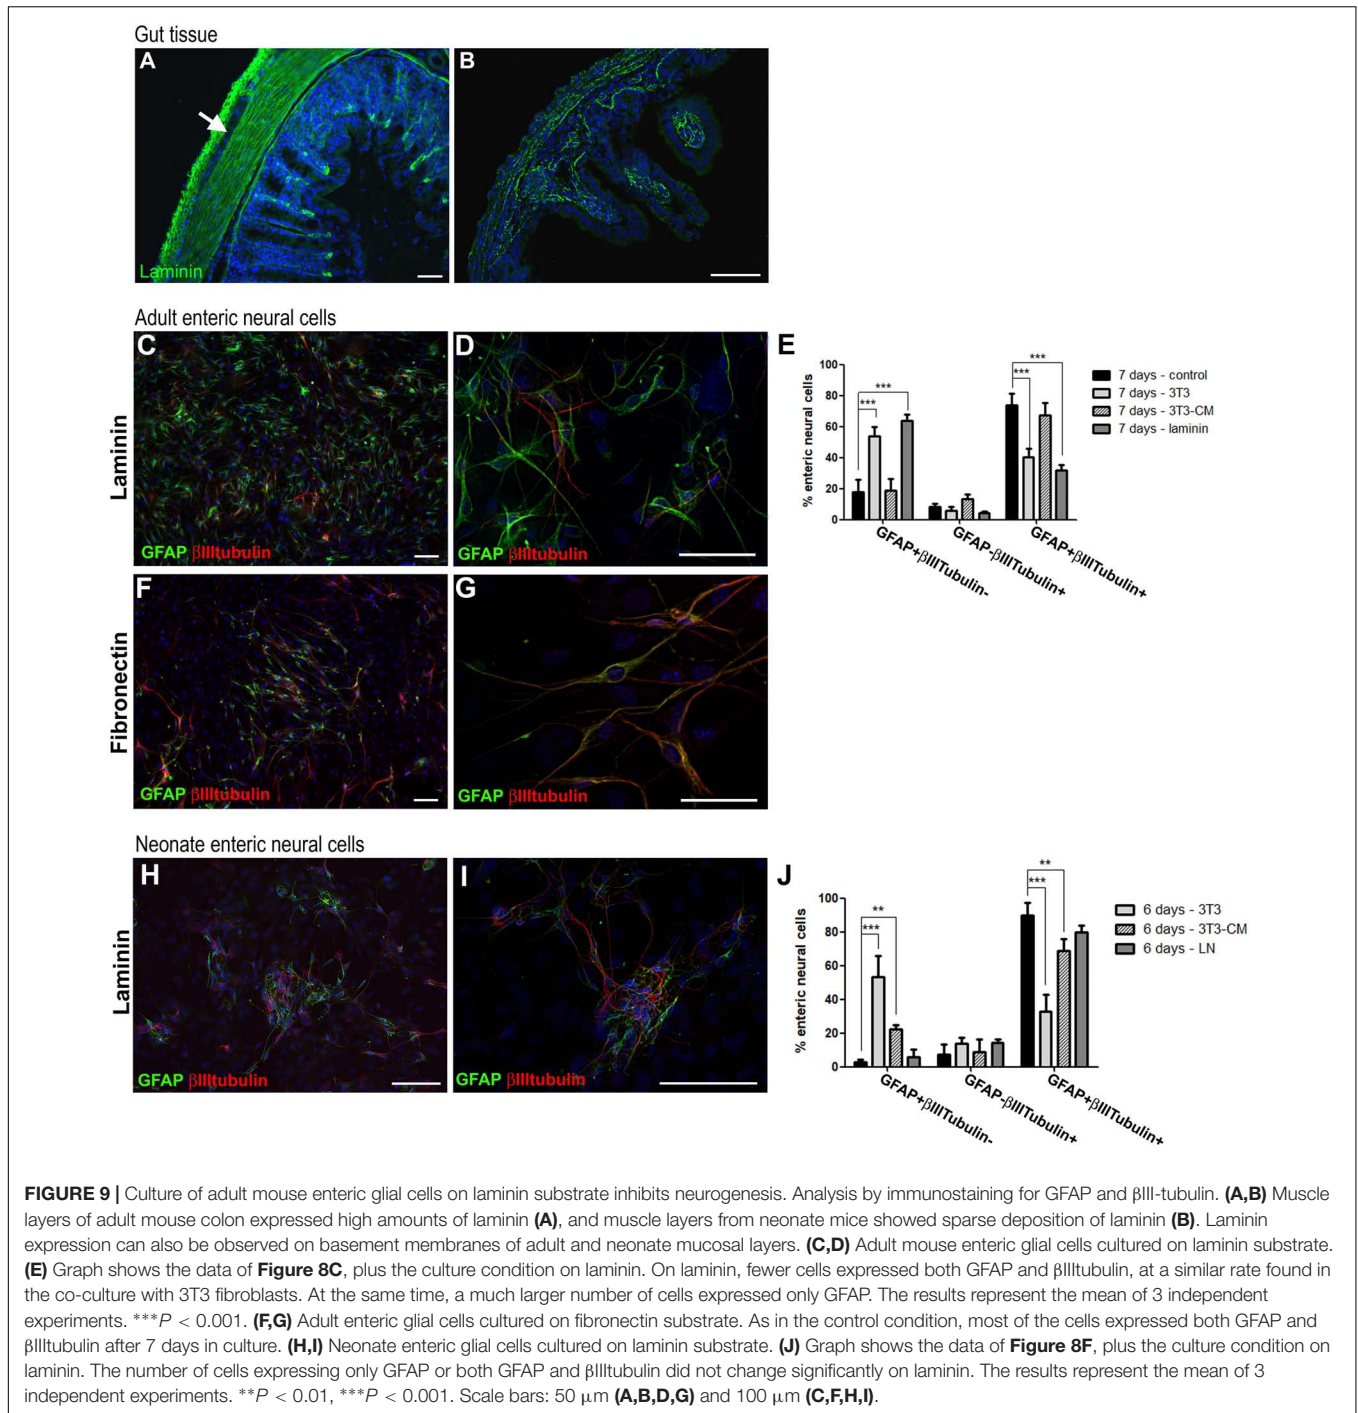 Gut tissue
A
B
Laminin
Adult enteric neural cells
C
D
E
Laminin
GFAP βIIItubulin
GFAP βIIItubulin
% enteric neural cells
100
80
60
40
20
0
***
***
***
***
GFAP+βIIITubulin-
GFAP-βIIITubulin+
GFAP+βIIITubulin+
7 days - control
7 days - 3T3
7 days - 3T3-CM
7 days - laminin
F
G
Fibronectin
GFAP βIIItubulin
GFAP βIIItubulin
Neonate enteric neural cells
H
I
J
Laminin
GFAP βIIItubulin
GFAP βIIItubulin
% enteric neural cells
100
80
60
40
20
0
**
***
**
***
GFAP+βIIITubulin-
GFAP-βIIITubulin+
GFAP+βIIITubulin+
6 days - 3T3
6 days - 3T3-CM
6 days - LN
FIGURE 9 | Culture of adult mouse enteric glial cells on laminin substrate inhibits neurogenesis. Analysis by immunostaining for GFAP and βIII-tubulin. (A,B) Muscle
layers of adult mouse colon expressed high amounts of laminin (A), and muscle layers from neonate mice showed sparse deposition of laminin (B). Laminin
expression can also be observed on basement membranes of adult and neonate mucosal layers. (C,D) Adult mouse enteric glial cells cultured on laminin substrate.
(E) Graph shows the data of Figure 8C, plus the culture condition on laminin. On laminin, fewer cells expressed both GFAP and βIIItubulin, at a similar rate found in
the co-culture with 3T3 fibroblasts. At the same time, a much larger number of cells expressed only GFAP. The results represent the mean of 3 independent
experiments. ***P < 0.001. (F,G) Adult enteric glial cells cultured on fibronectin substrate. As in the control condition, most of the cells expressed both GFAP and
βIIItubulin after 7 days in culture. (H,I) Neonate enteric glial cells cultured on laminin substrate. (J) Graph shows the data of Figure 8F, plus the culture condition on
laminin. The number of cells expressing only GFAP or both GFAP and βIIItubulin did not change significantly on laminin. The results represent the mean of 3
independent experiments. **P < 0.01, ***P < 0.001. Scale bars: 50 μm (A,B,D,G) and 100 μm (C,F,H,I).